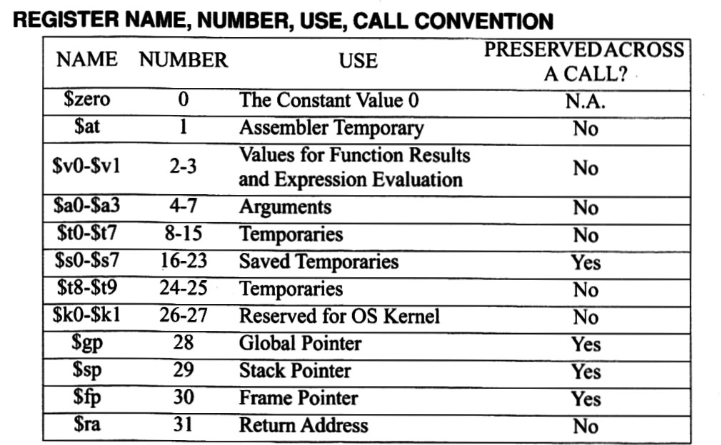 REGISTER NAME, NUMBER, USE, CALL CONVENTION
NAME NUMBER USE PRESERVED ACROSS A CALL?
$zero 0 The Constant Value 0 N.A.
$at 1 Assembler Temporary No
$v0-$v1 2-3 Values for Function Results and Expression Evaluation No
$a0-$a3 4-7 Arguments No
$t0-$t7 8-15 Temporaries No
$s0-$s7 16-23 Saved Temporaries Yes
$t8-$t9 24-25 Temporaries No
$k0-$k1 26-27 Reserved for OS Kernel No
$gp 28 Global Pointer Yes
$sp 29 Stack Pointer Yes
$fp 30 Frame Pointer Yes
$ra 31 Return Address No